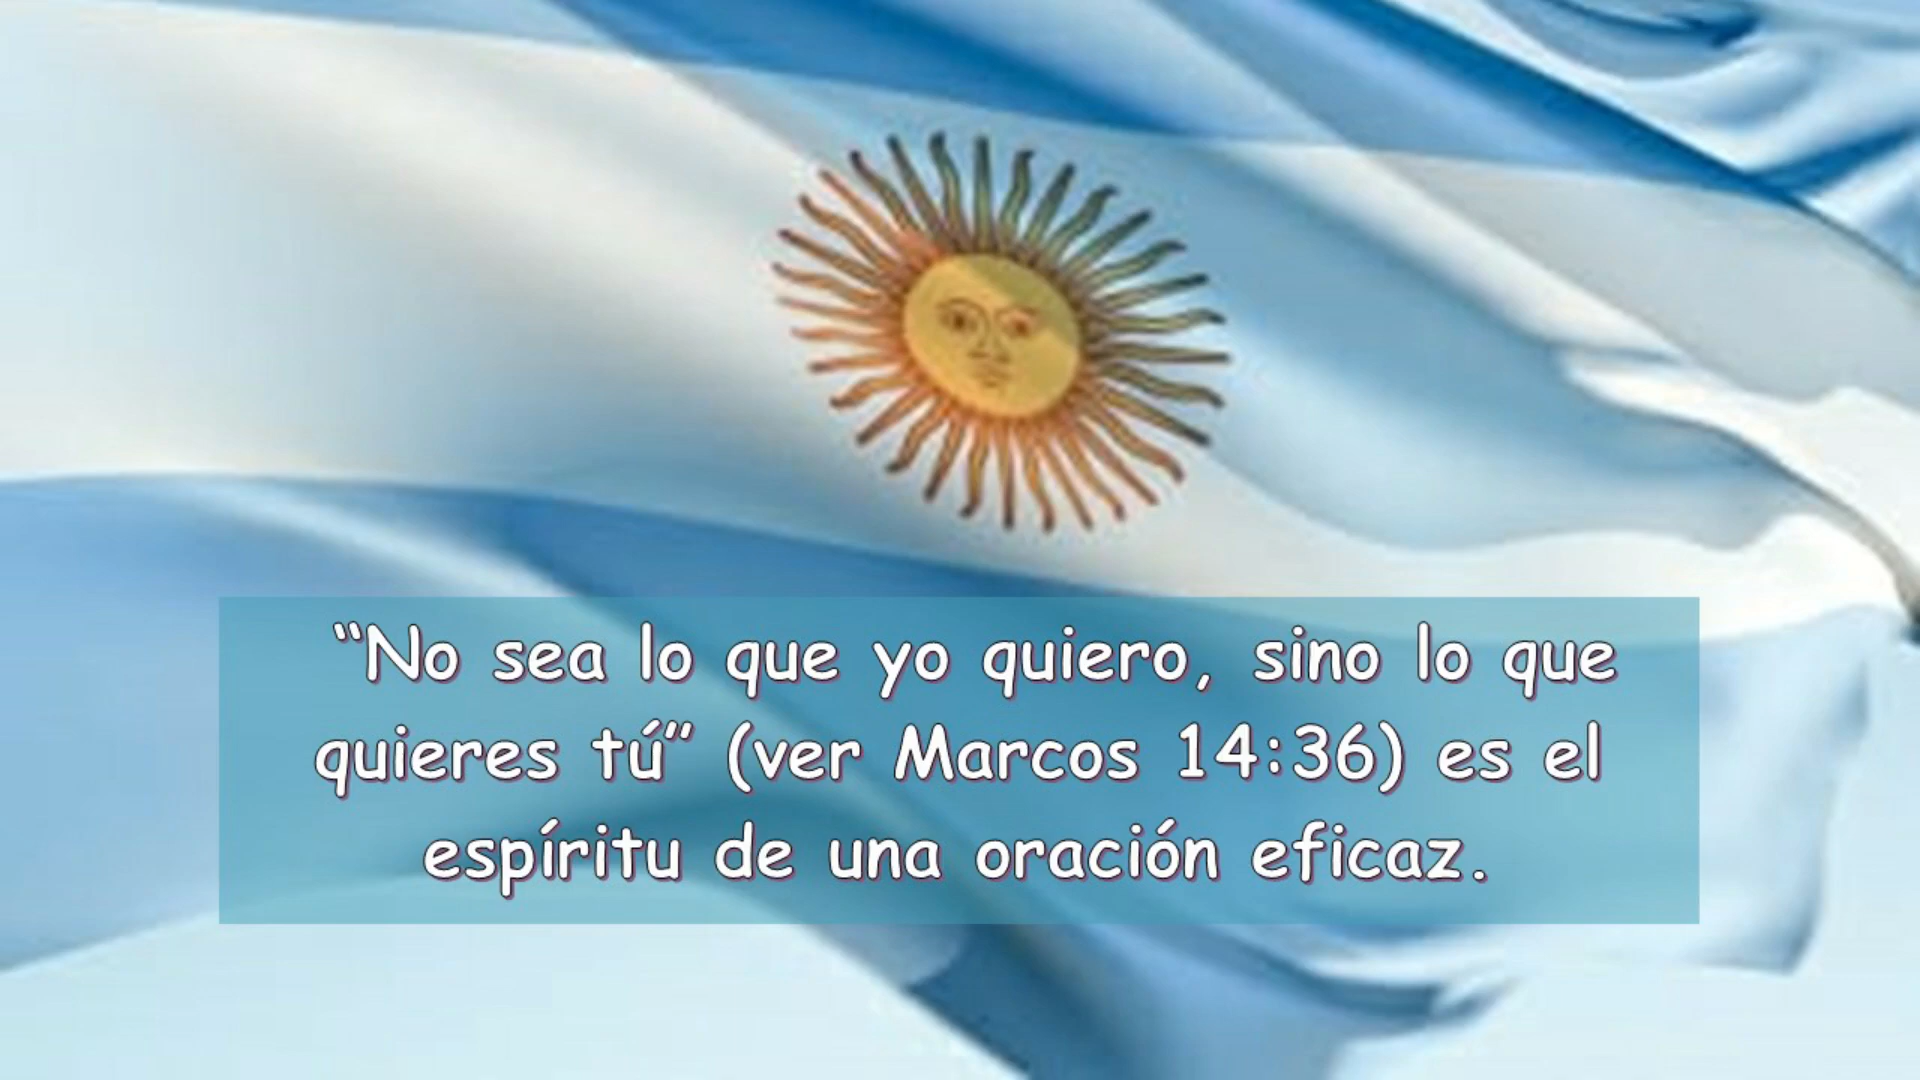 “No sea lo que yo quiero, sino lo que
quieres tú” (ver Marcos 14:36) es el
espíritu de una oración eficaz.